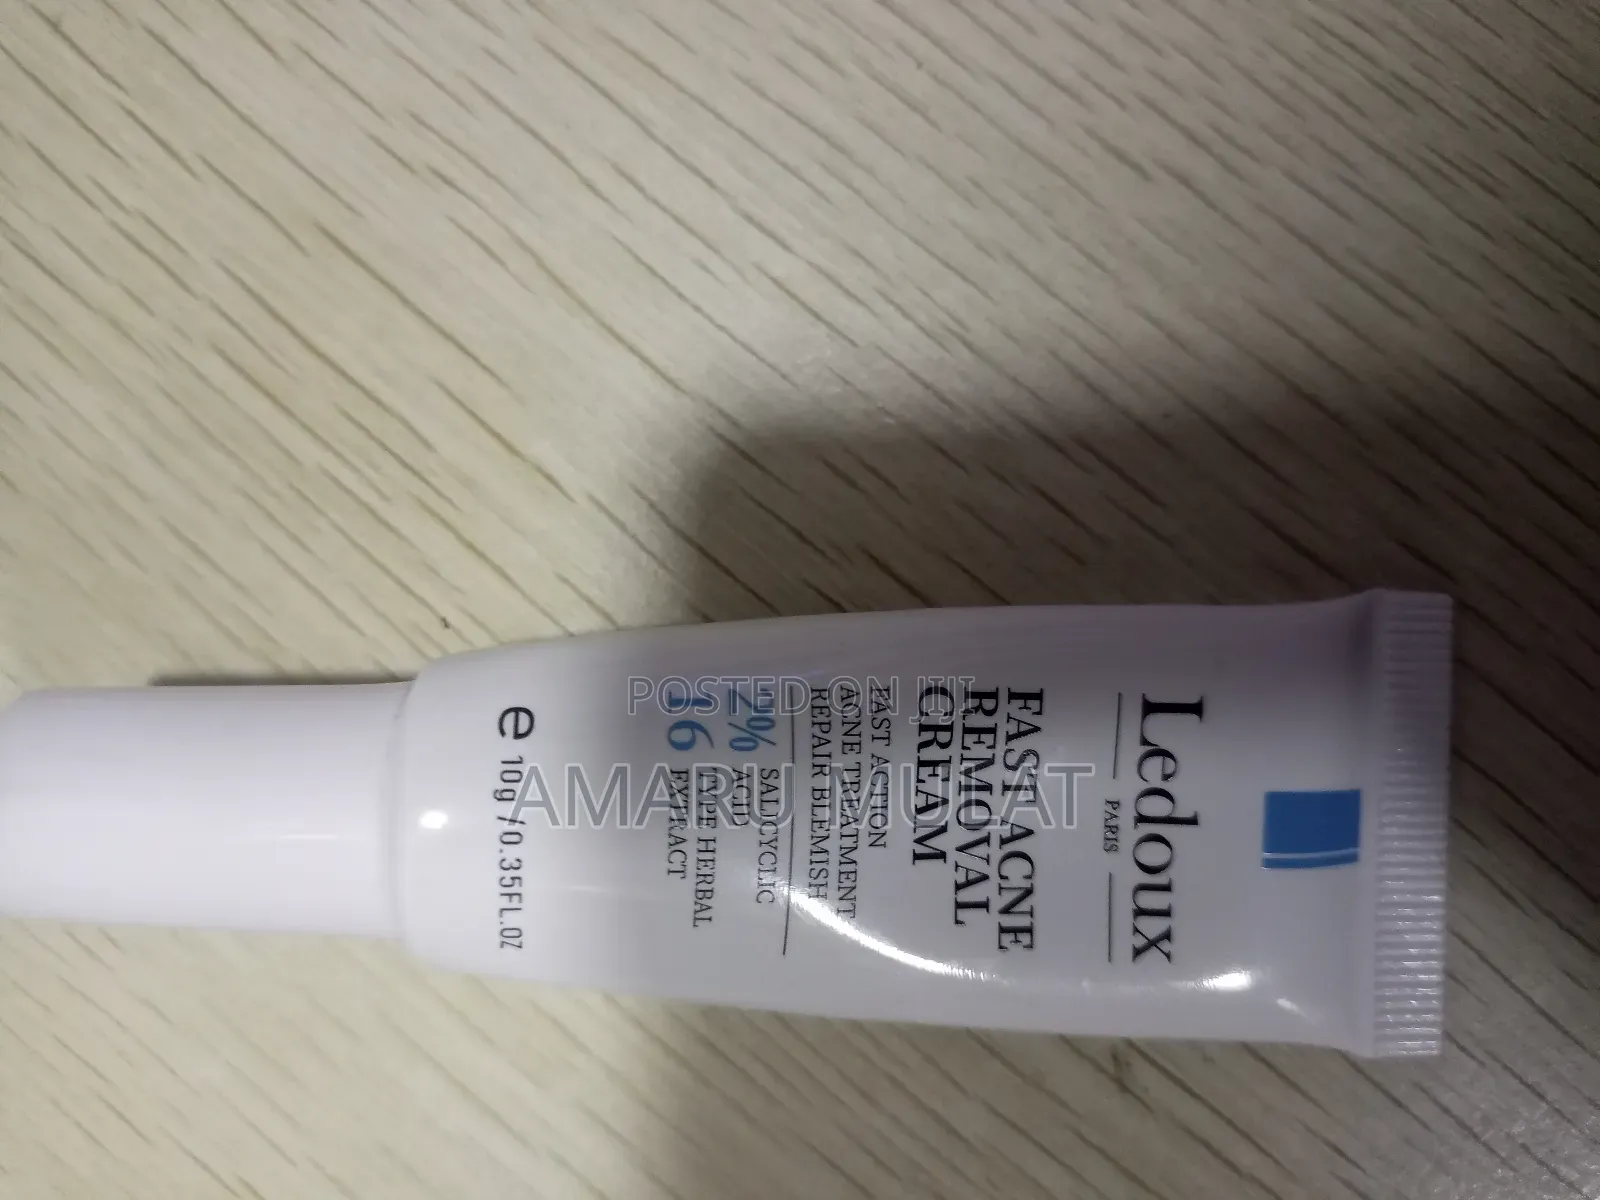 Ledoux
PARIS
FAST ACNE
REMOVAL
CREAM
FAST ACTION
ACNE TREATMENT
REPAIR BLEMISH
2% SALICYCLIC
ACID
16 TYPE HERBAL
EXTRACT
e 10g/0.35FL.OZ
POSTED ON JIJI
AMARU MULAT